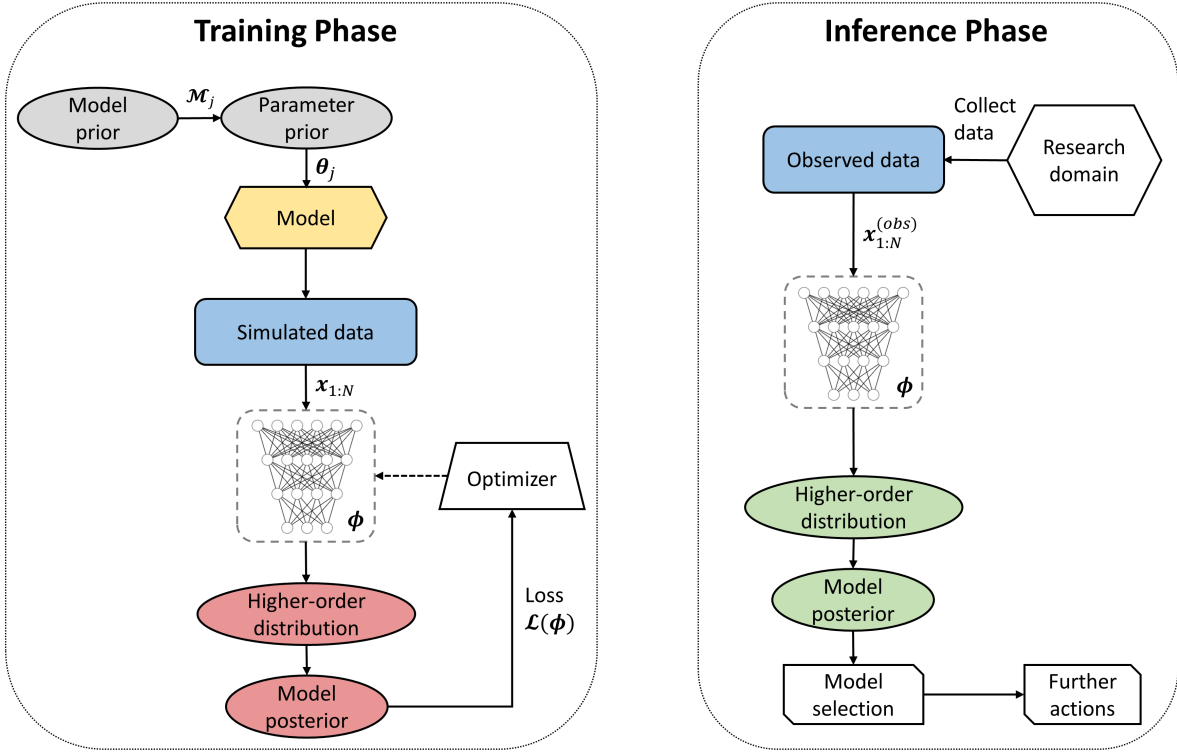 Training Phase
Model
prior
𝓜j
Parameter
prior
θj
Model
Simulated data
x1:N
ϕ
Optimizer
Higher-order
distribution
Loss
𝓛(ϕ)
Model
posterior
Inference Phase
Collect
data
Observed data
Research
domain
x1:N(obs)
ϕ
Higher-order
distribution
Model
posterior
Model
selection
Further
actions